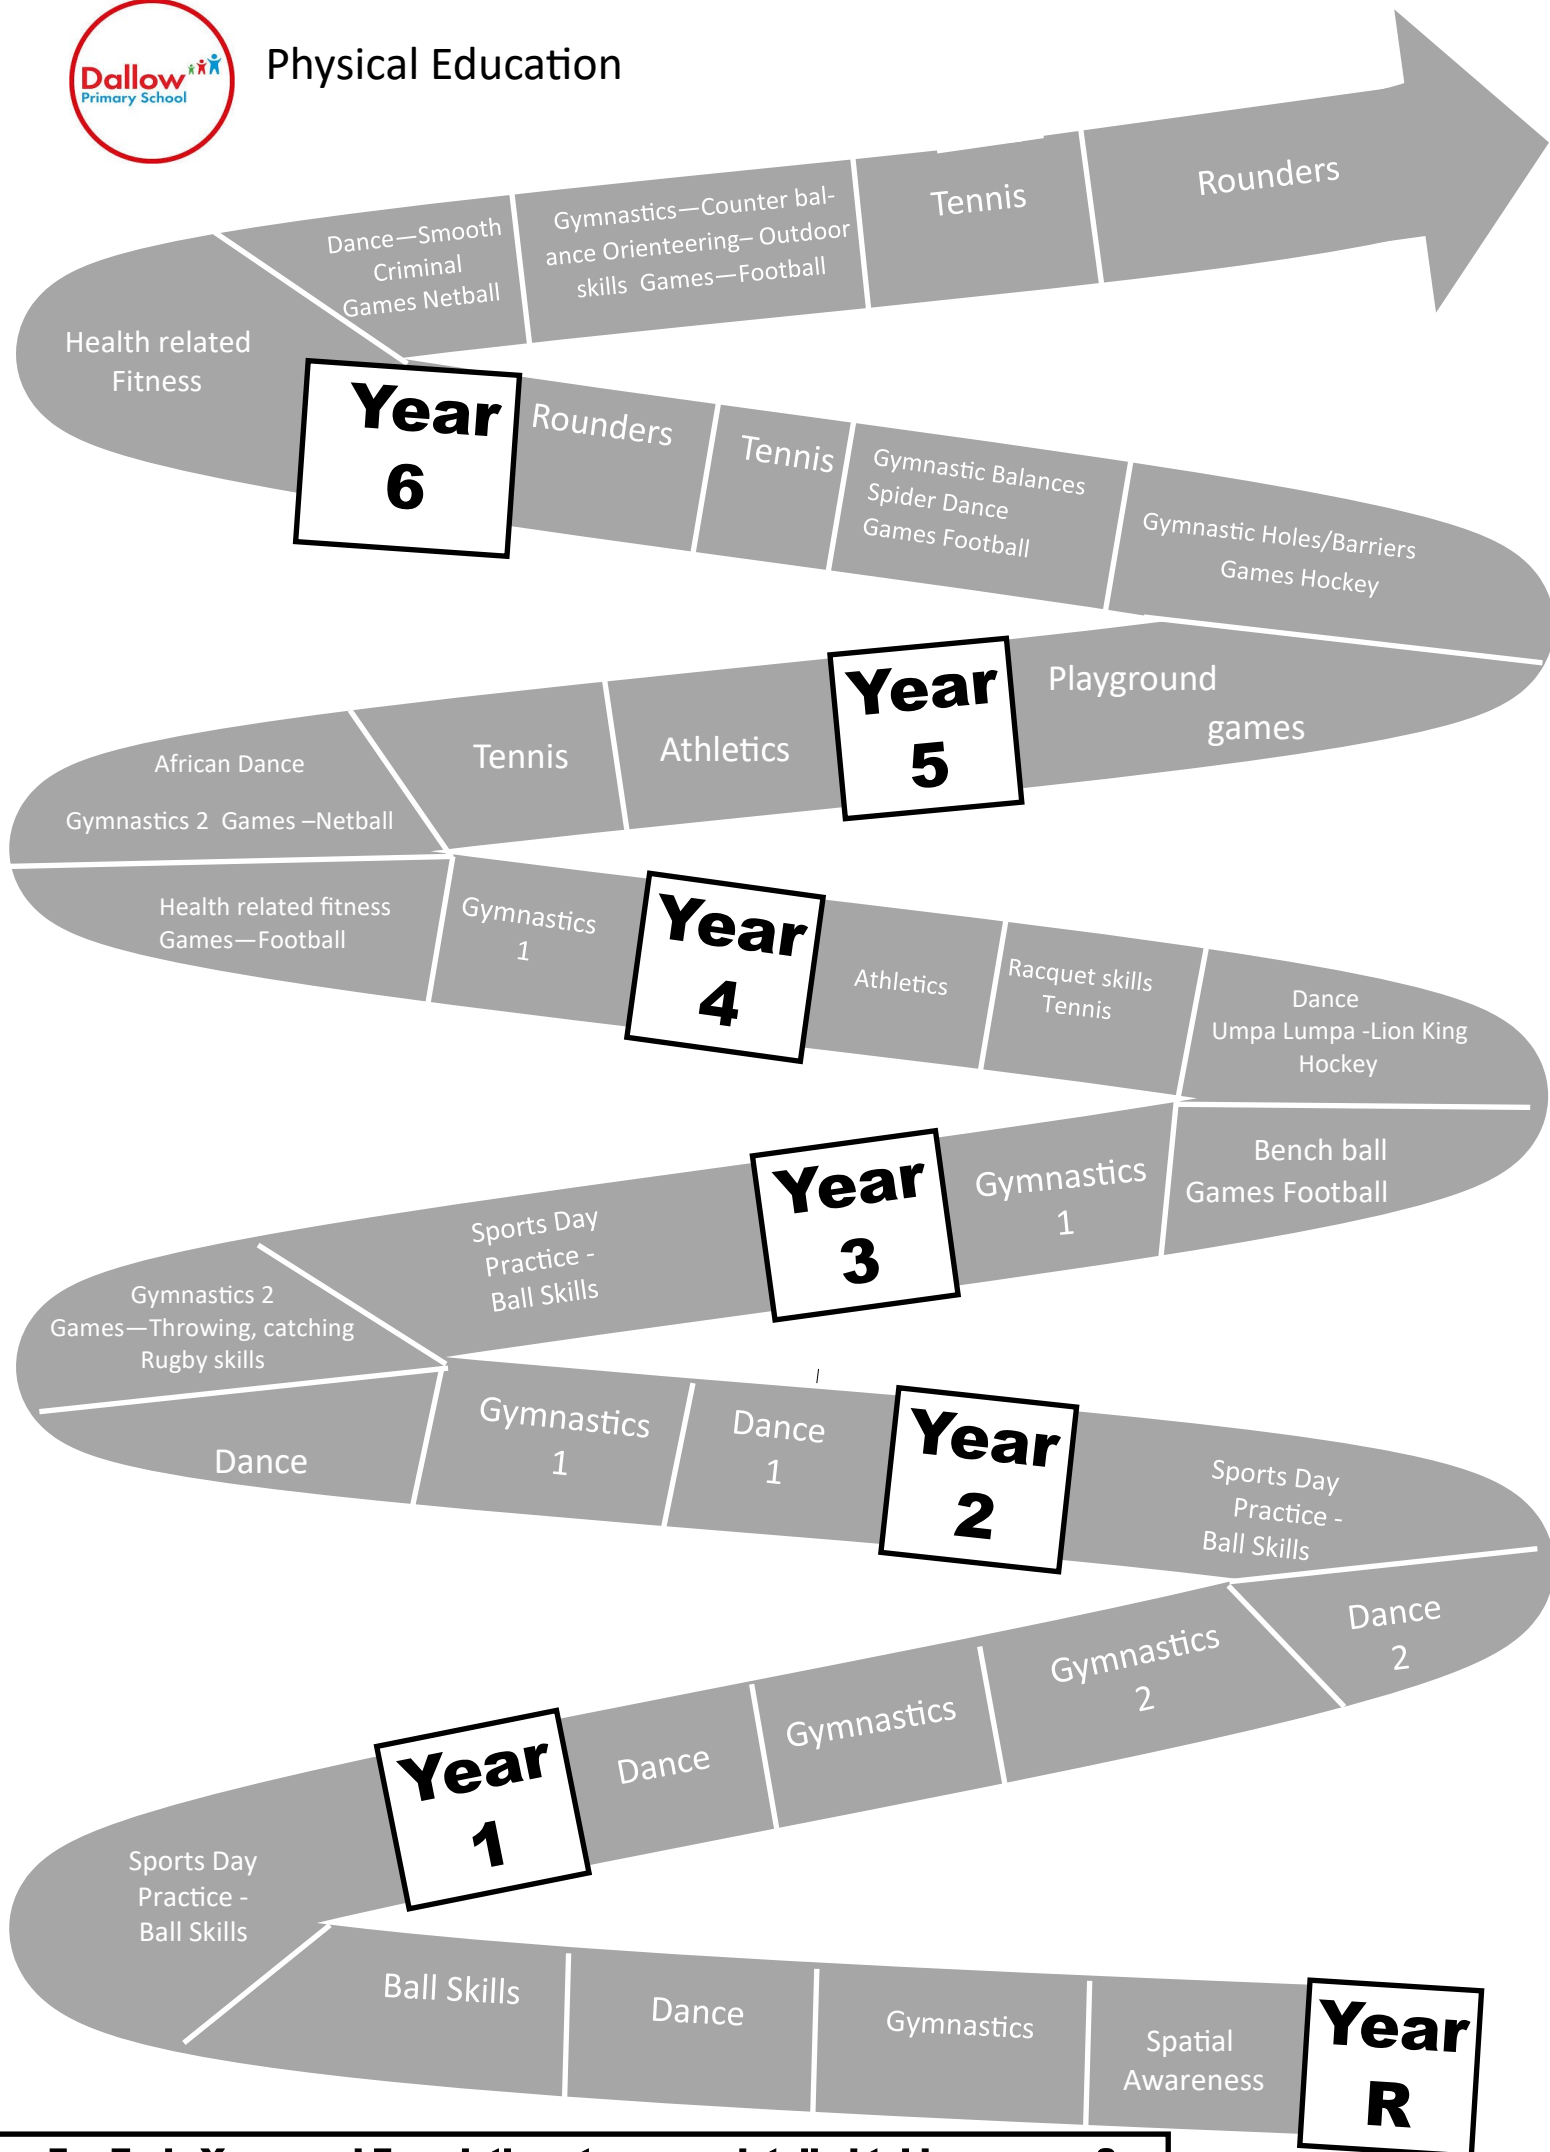 Dallow
Primary School
Physical Education
Rounders
Tennis
Gymnastics—Counter bal-
ance Orienteering– Outdoor
skills  Games—Football
Dance—Smooth
Criminal
Games Netball
Health related
Fitness
Year
6
Rounders
Tennis
Gymnastic Balances
Spider Dance
Games Football
Gymnastic Holes/Barriers
Games Hockey
Playground
games
Year
5
Athletics
Tennis
African Dance
Gymnastics 2  Games –Netball
Health related fitness
Games—Football
Gymnastics
1
Year
4
Athletics
Racquet skills
Tennis
Dance
Umpa Lumpa -Lion King
Hockey
Bench ball
Games Football
Gymnastics
1
Year
3
Sports Day
Practice -
Ball Skills
Gymnastics 2
Games—Throwing, catching
Rugby skills
Dance
Gymnastics
1
Dance
1
Year
2
Sports Day
Practice -
Ball Skills
Dance
2
Gymnastics
2
Gymnastics
Dance
Year
1
Sports Day
Practice -
Ball Skills
Ball Skills
Dance
Gymnastics
Spatial
Awareness
Year
R